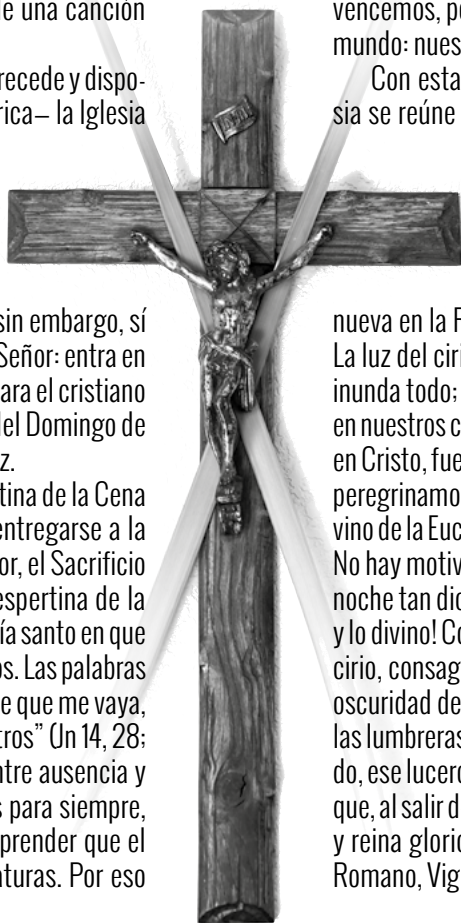 de una canción
recede y dispo-
rica– la Iglesia
sin embargo, sí
Señor: entra en
ara el cristiano
del Domingo de
z.
tina de la Cena
entregarse a la
or, el Sacrificio
espertina de la
ía santo en que
os. Las palabras
e que me vaya,
tros” (Jn 14, 28;
ntre ausencia y
s para siempre,
prender que el
aturas. Por eso
vencemos, p
mundo: nues
Con esta
sia se reúne
nueva en la F
La luz del ciri
inunda todo;
en nuestros c
en Cristo, fue
peregrinamo
vino de la Euc
No hay motiv
noche tan dic
y lo divino! Co
cirio, consag
oscuridad de
las lumbreras
do, ese lucero
que, al salir d
y reina glorio
Romano, Vig